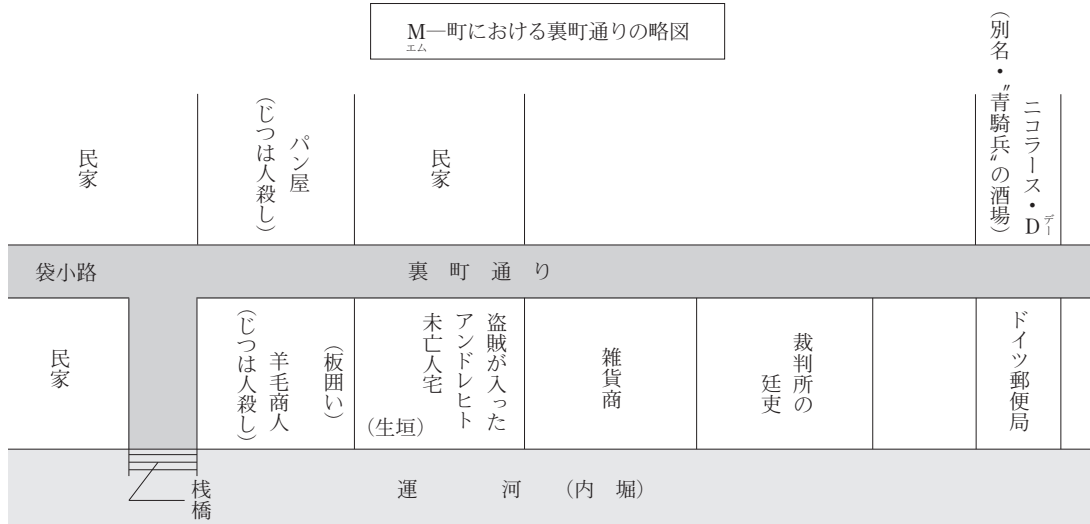 M―町における裏町通りの略図
エム
民家
パン屋
（じつは人殺し）
民家
ニコラース・D
デー
（別名・〝青騎兵〟の酒場）
袋小路
裏町通り
民家
（板囲い）
羊毛商人
（じつは人殺し）
盗賊が入った
アンドレヒト
未亡人宅
（生垣）
雑貨商
裁判所の
廷吏
ドイツ郵便局
桟橋
運河（内堀）